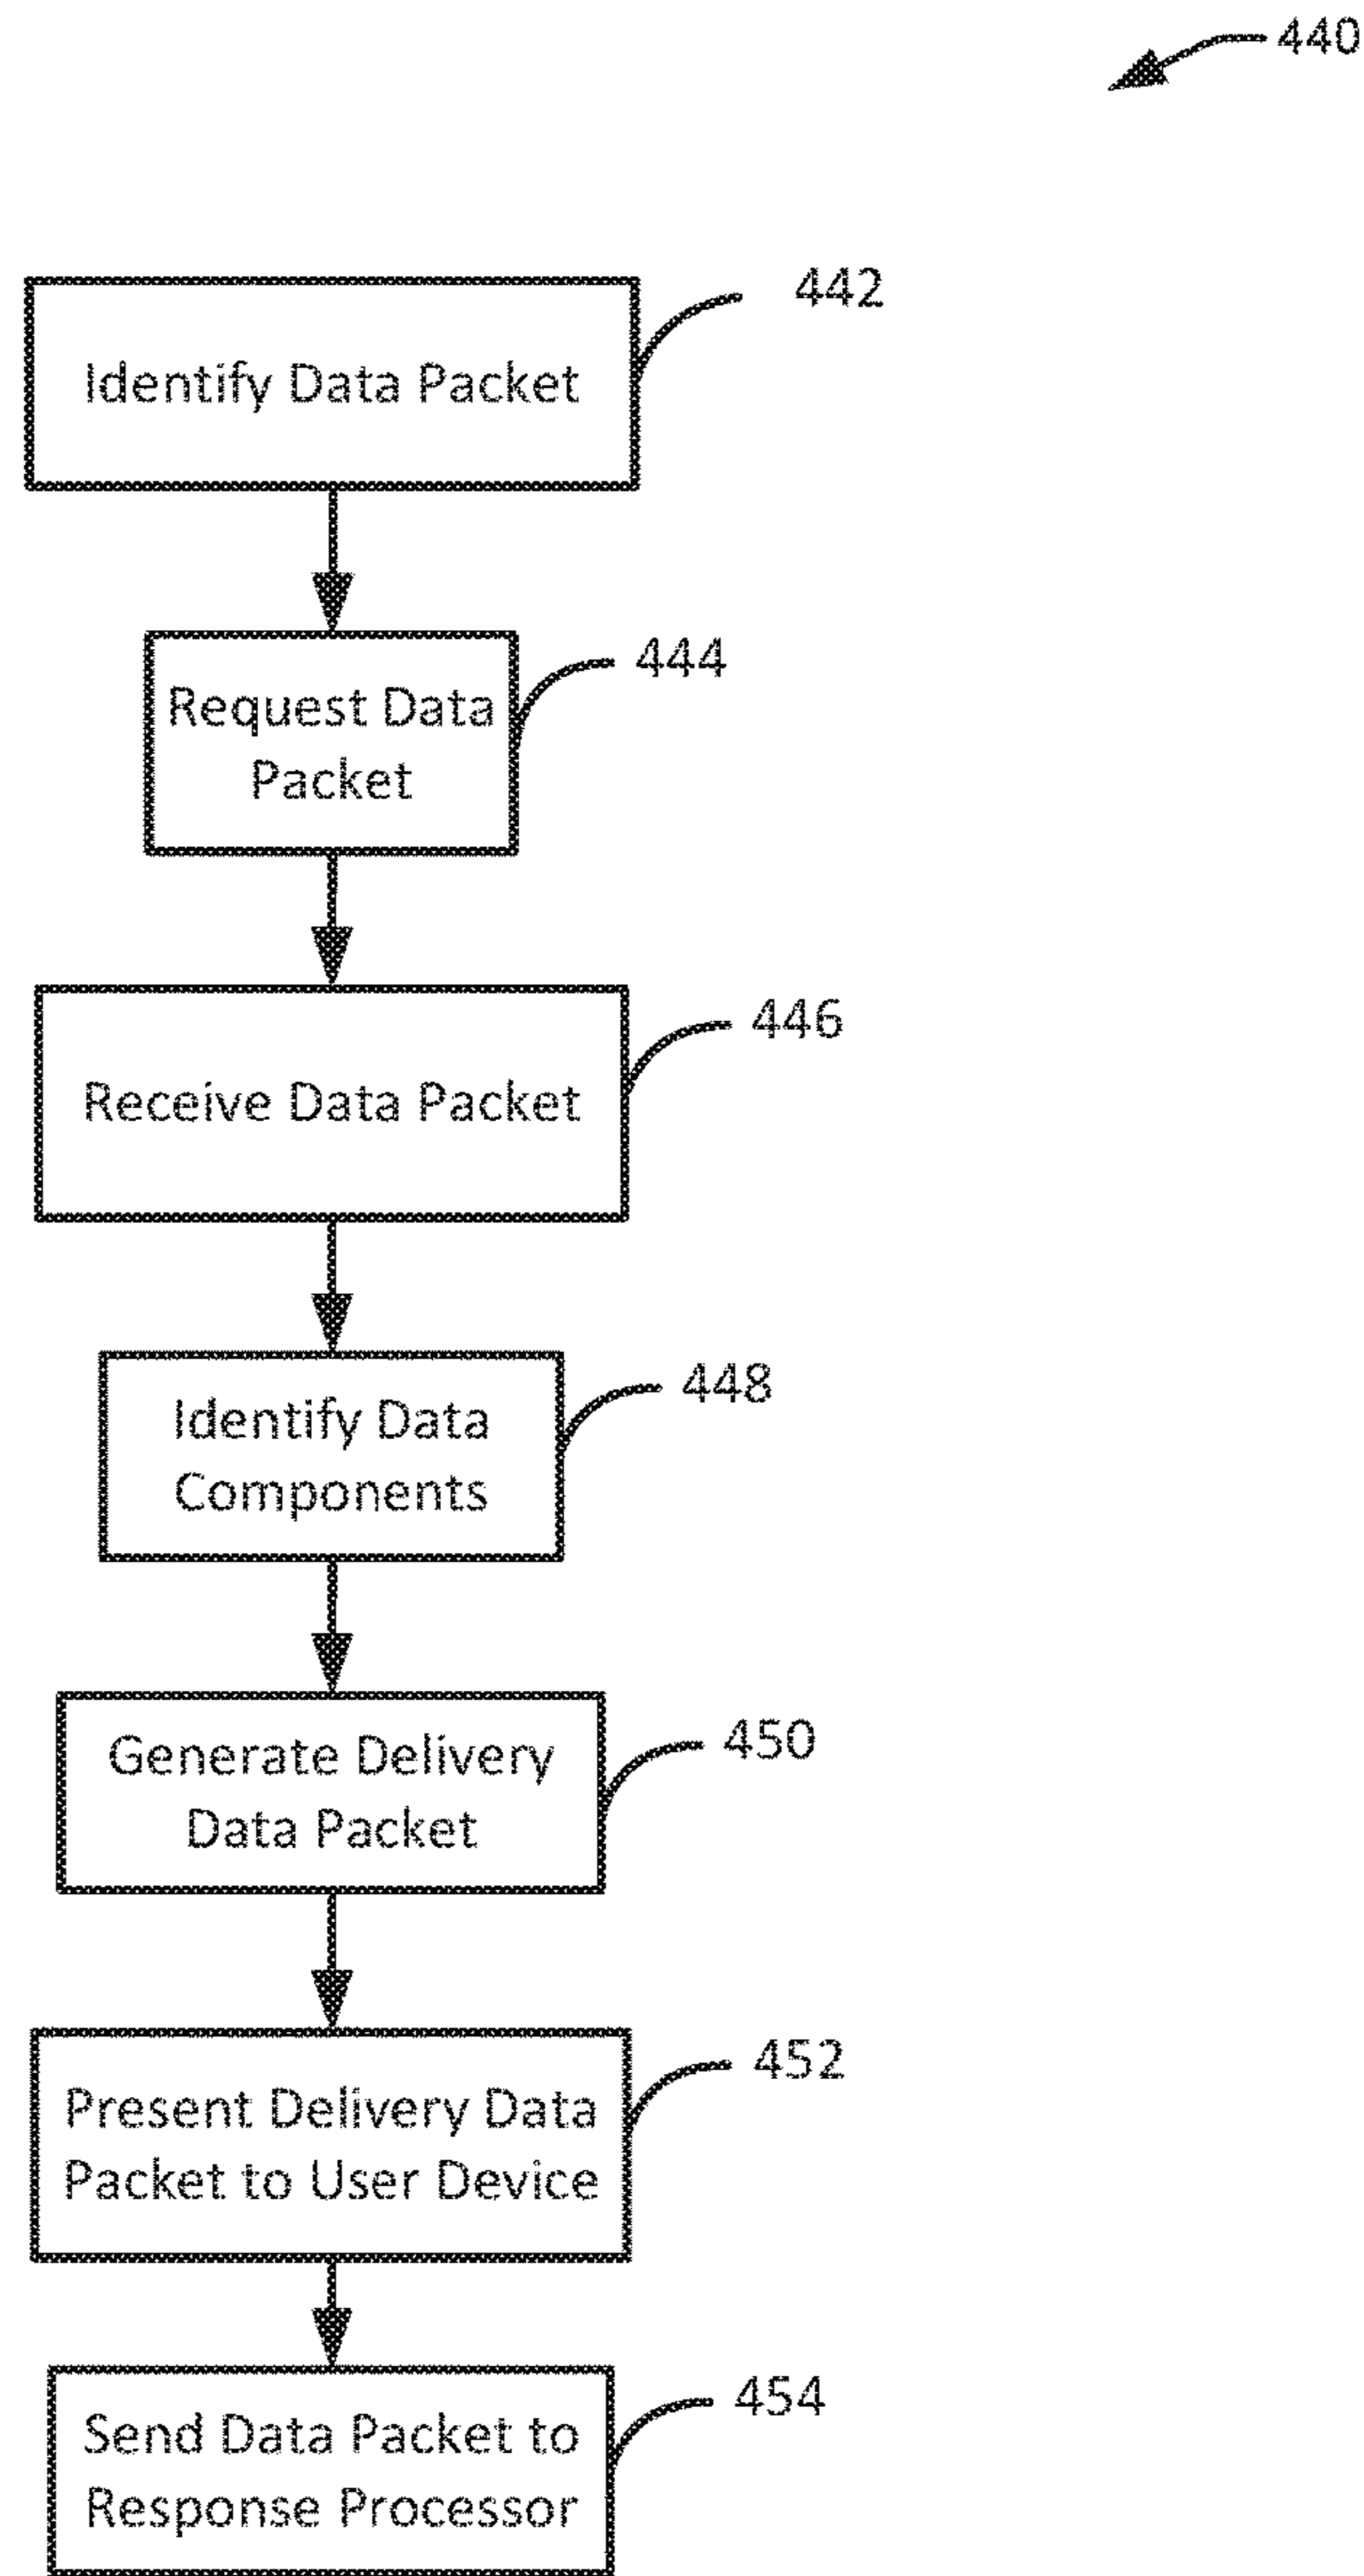 440
442
Identify Data Packet
444
Request Data
Packet
446
Receive Data Packet
448
Identify Data
Components
450
Generate Delivery
Data Packet
452
Present Delivery Data
Packet to User Device
454
Send Data Packet to
Response Processor